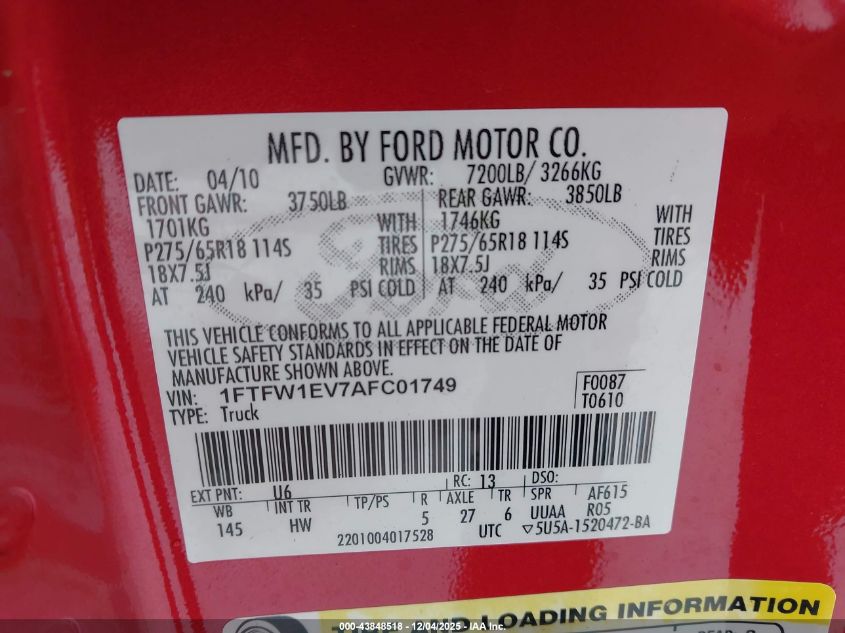 MFD. BY FORD MOTOR CO.
DATE: 04/10 GVWR: 7200LB/ 3266KG
FRONT GAWR: 3750LB REAR GAWR: 3850LB
1701KG WITH 1746KG WITH
P275/65R18 114S TIRES P275/65R18 114S TIRES
18X7.5J RIMS 18X7.5J RIMS
AT 240 kPa/ 35 PSI COLD AT 240 kPa/ 35 PSI COLD
Ford
THIS VEHICLE CONFORMS TO ALL APPLICABLE FEDERAL MOTOR
VEHICLE SAFETY STANDARDS IN EFFECT ON THE DATE OF
MANUFACTURE SHOWN ABOVE.
VIN: 1FTFW1EV7AFC01749 F0087
TYPE: Truck T0610
EXT PNT: U6 RC: 13 DSO:
WB INT TR TP/PS R AXLE TR SPR AF615
145 HW 5 27 6 UUAA R05
2201004017528 UTC ▽5U5A-1520472-BA
LOADING INFORMATION
00-43848518 - 12/04/2025 - IAA Inc.